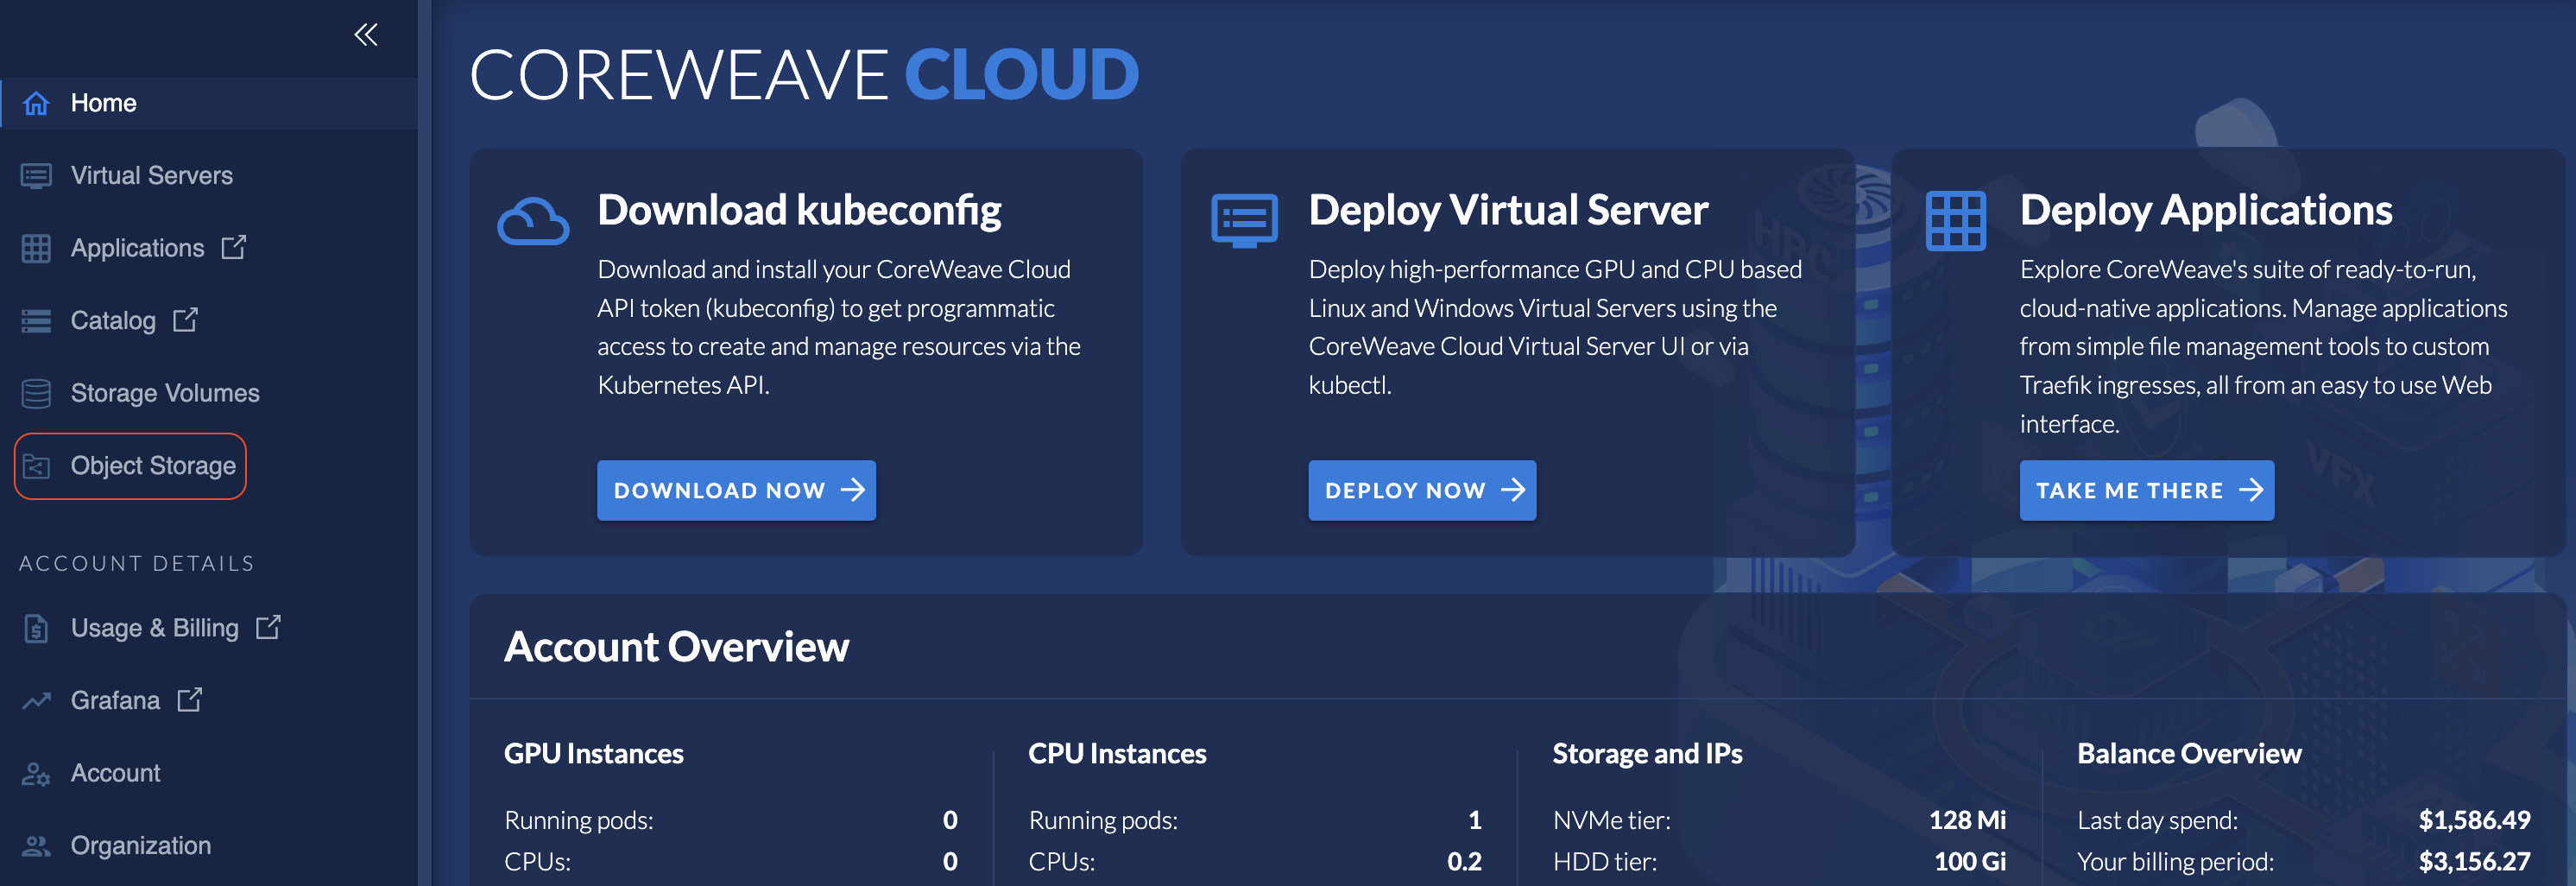 Home
Virtual Servers
Applications
Catalog
Storage Volumes
Object Storage
ACCOUNT DETAILS
Usage & Billing
Grafana
Account
Organization
COREWEAVE CLOUD
Download kubeconfig
Download and install your CoreWeave Cloud
API token (kubeconfig) to get programmatic
access to create and manage resources via the
Kubernetes API.
DOWNLOAD NOW
Deploy Virtual Server
Deploy high-performance GPU and CPU based
Linux and Windows Virtual Servers using the
CoreWeave Cloud Virtual Server UI or via
kubectl.
DEPLOY NOW
Deploy Applications
Explore CoreWeave's suite of ready-to-run,
cloud-native applications. Manage applications
from simple file management tools to custom
Traefik ingresses, all from an easy to use Web
interface.
TAKE ME THERE
HPC
VFX
Account Overview
GPU Instances
Running pods: 0
CPUs: 0
CPU Instances
Running pods: 1
CPUs: 0.2
Storage and IPs
NVMe tier: 128 Mi
HDD tier: 100 Gi
Balance Overview
Last day spend: $1,586.49
Your billing period: $3,156.27